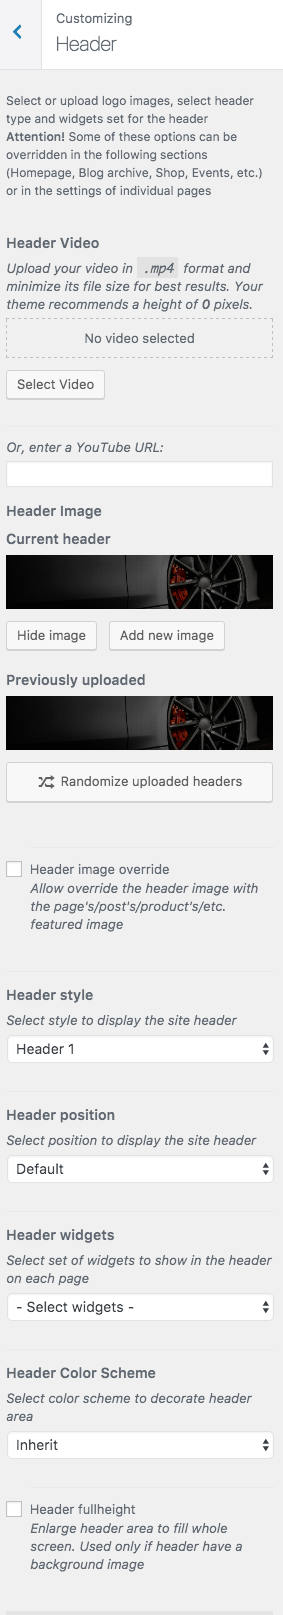 Customizing
Header
Select or upload logo images, select header
type and widgets set for the header
Attention! Some of these options can be
overridden in the following sections
(Homepage, Blog archive, Shop, Events, etc.)
or in the settings of individual pages
Header Video
Upload your video in .mp4 format and
minimize its file size for best results. Your
theme recommends a height of 0 pixels.
No video selected
Select Video
Or, enter a YouTube URL:
Header Image
Current header
Hide image
Add new image
Previously uploaded
Randomize uploaded headers
Header image override
Allow override the header image with
the page's/post's/product's/etc.
featured image
Header style
Select style to display the site header
Header 1
Header position
Select position to display the site header
Default
Header widgets
Select set of widgets to show in the header
on each page
- Select widgets -
Header Color Scheme
Select color scheme to decorate header
area
Inherit
Header fullheight
Enlarge header area to fill whole
screen. Used only if header have a
background image